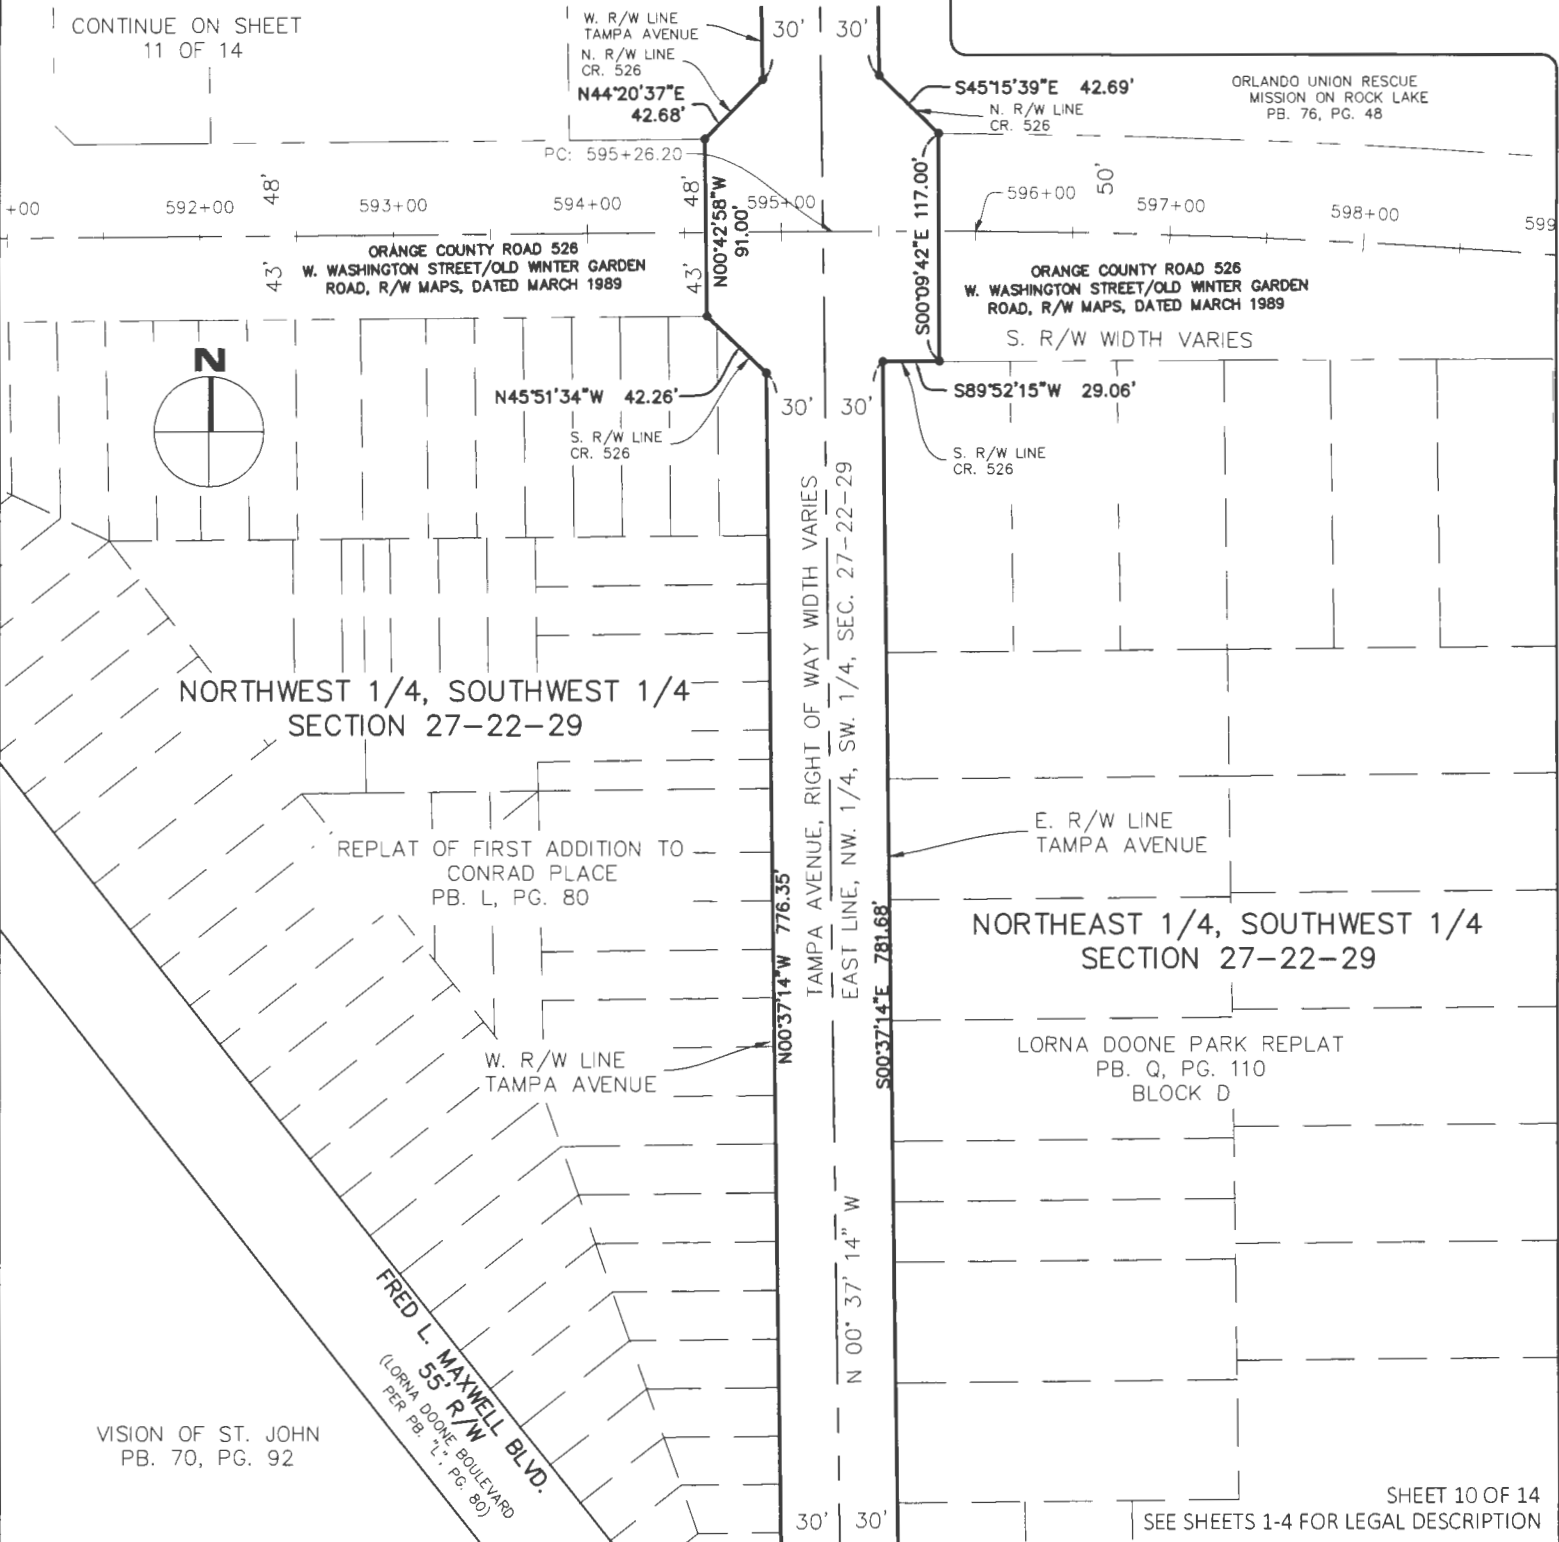 CONTINUE ON SHEET
11 OF 14
W. R/W LINE
TAMPA AVENUE
N. R/W LINE
CR. 526
N44°20'37"E
42.68'
30'
30'
S45°15'39"E 42.69'
N. R/W LINE
CR. 526
ORLANDO UNION RESCUE
MISSION ON ROCK LAKE
PB. 76, PG. 48
PC: 595+26.20
+00
592+00
48'
593+00
594+00
48'
595+00
596+00
50'
597+00
598+00
599
N00°42'58"W
91.00'
S00°09'42"E 117.00'
ORANGE COUNTY ROAD 526
W. WASHINGTON STREET/OLD WINTER GARDEN
ROAD, R/W MAPS, DATED MARCH 1989
43'
43'
ORANGE COUNTY ROAD 526
W. WASHINGTON STREET/OLD WINTER GARDEN
ROAD, R/W MAPS, DATED MARCH 1989
S. R/W WIDTH VARIES
N
N45°51'34"W 42.26'
S. R/W LINE
CR. 526
30'
30'
S89°52'15"W 29.06'
S. R/W LINE
CR. 526
TAMPA AVENUE, RIGHT OF WAY WIDTH VARIES
EAST LINE, NW. 1/4, SW. 1/4, SEC. 27-22-29
NORTHWEST 1/4, SOUTHWEST 1/4
SECTION 27-22-29
REPLAT OF FIRST ADDITION TO
CONRAD PLACE
PB. L, PG. 80
E. R/W LINE
TAMPA AVENUE
N00°37'14"W 776.35'
S00°37'14"E 781.68'
NORTHEAST 1/4, SOUTHWEST 1/4
SECTION 27-22-29
W. R/W LINE
TAMPA AVENUE
LORNA DOONE PARK REPLAT
PB. Q, PG. 110
BLOCK D
N 00° 37' 14" W
FRED L. MAXWELL BLVD.
55' R/W
(LORNA DOONE BOULEVARD
PER PB. "L", PG. 80)
VISION OF ST. JOHN
PB. 70, PG. 92
30'
30'
SHEET 10 OF 14
SEE SHEETS 1-4 FOR LEGAL DESCRIPTION